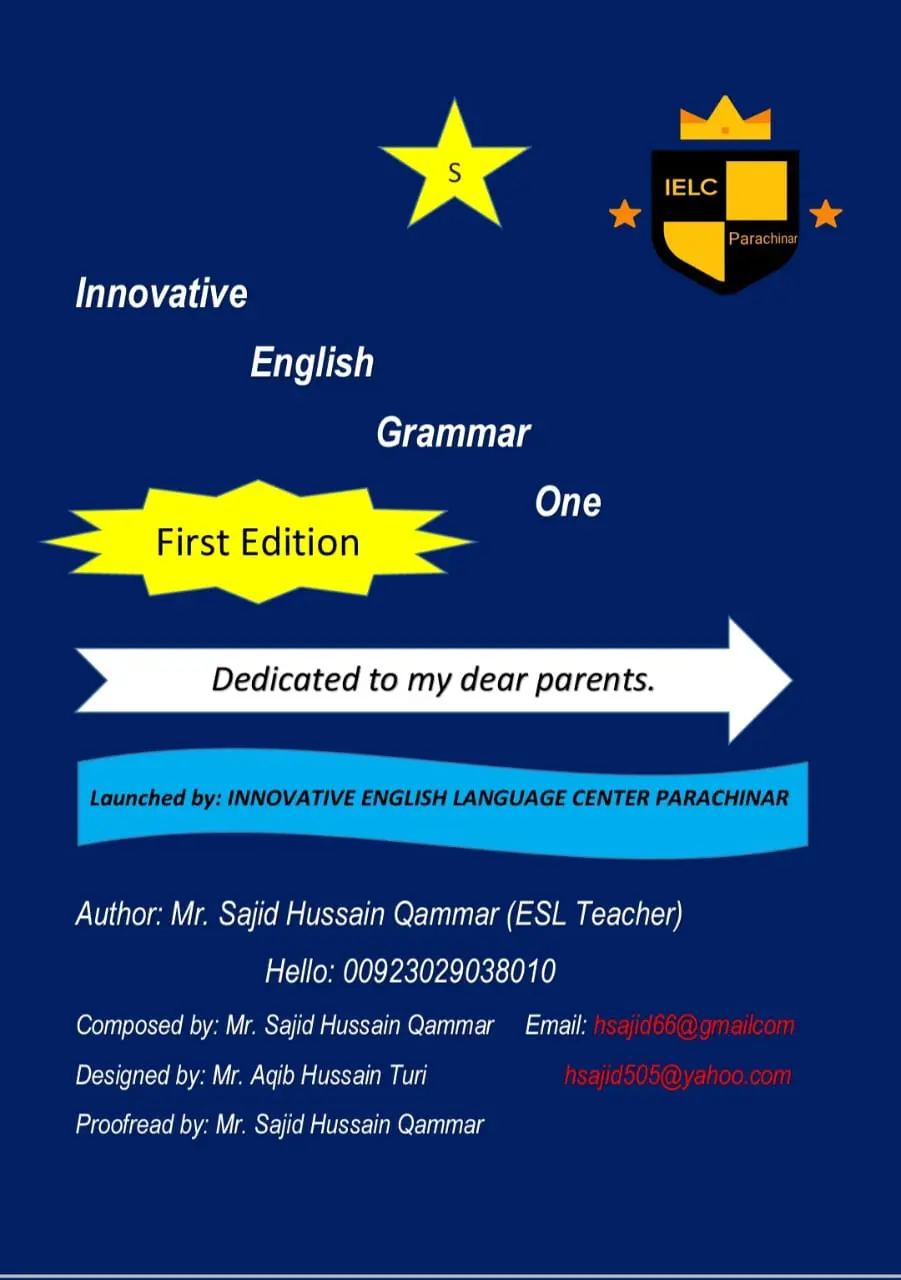 S
IELC
Parachinar
Innovative
English
Grammar
One
First Edition
Dedicated to my dear parents.
Launched by: INNOVATIVE ENGLISH LANGUAGE CENTER PARACHINAR
Author: Mr. Sajid Hussain Qammar (ESL Teacher)
Hello: 00923029038010
Composed by: Mr. Sajid Hussain Qammar Email: hsajid66@gmailcom
Designed by: Mr. Aqib Hussain Turi hsajid505@yahoo.com
Proofread by: Mr. Sajid Hussain Qammar